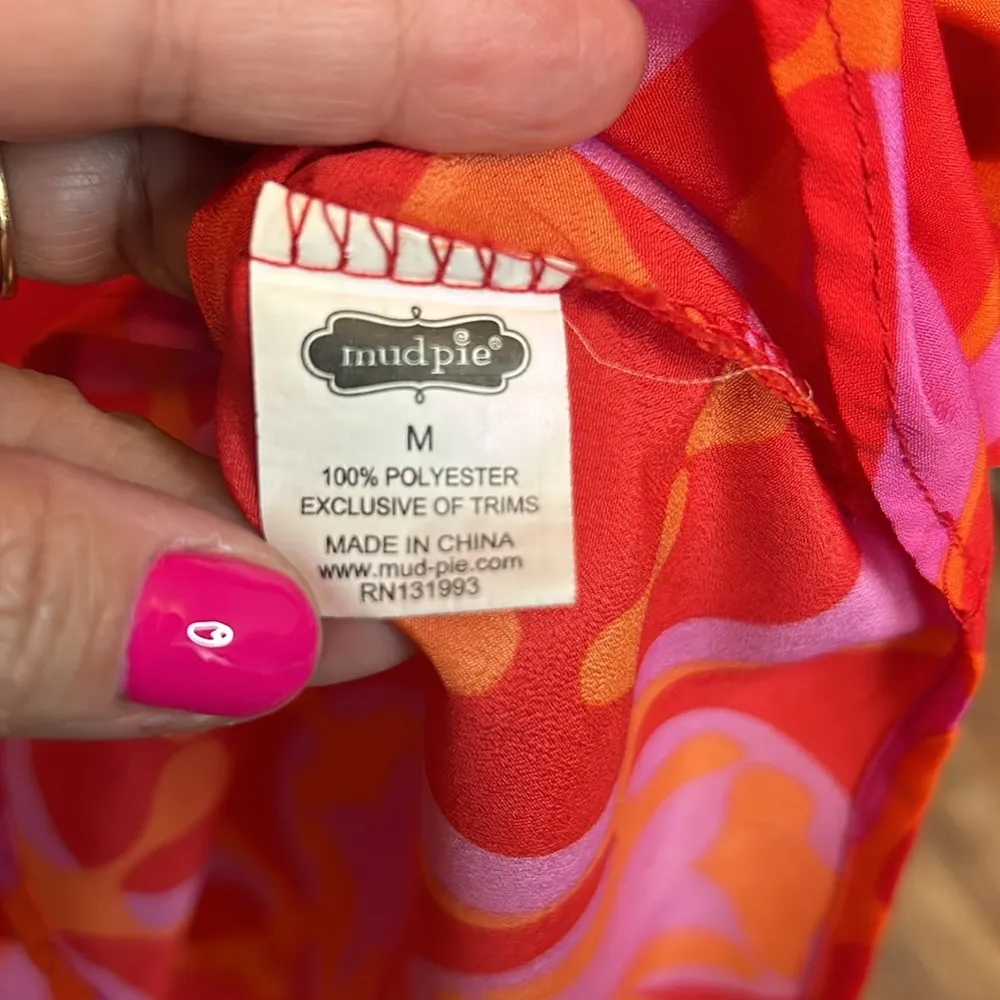 mudpie®
M
100% POLYESTER
EXCLUSIVE OF TRIMS
MADE IN CHINA
www.mud-pie.com
RN131993